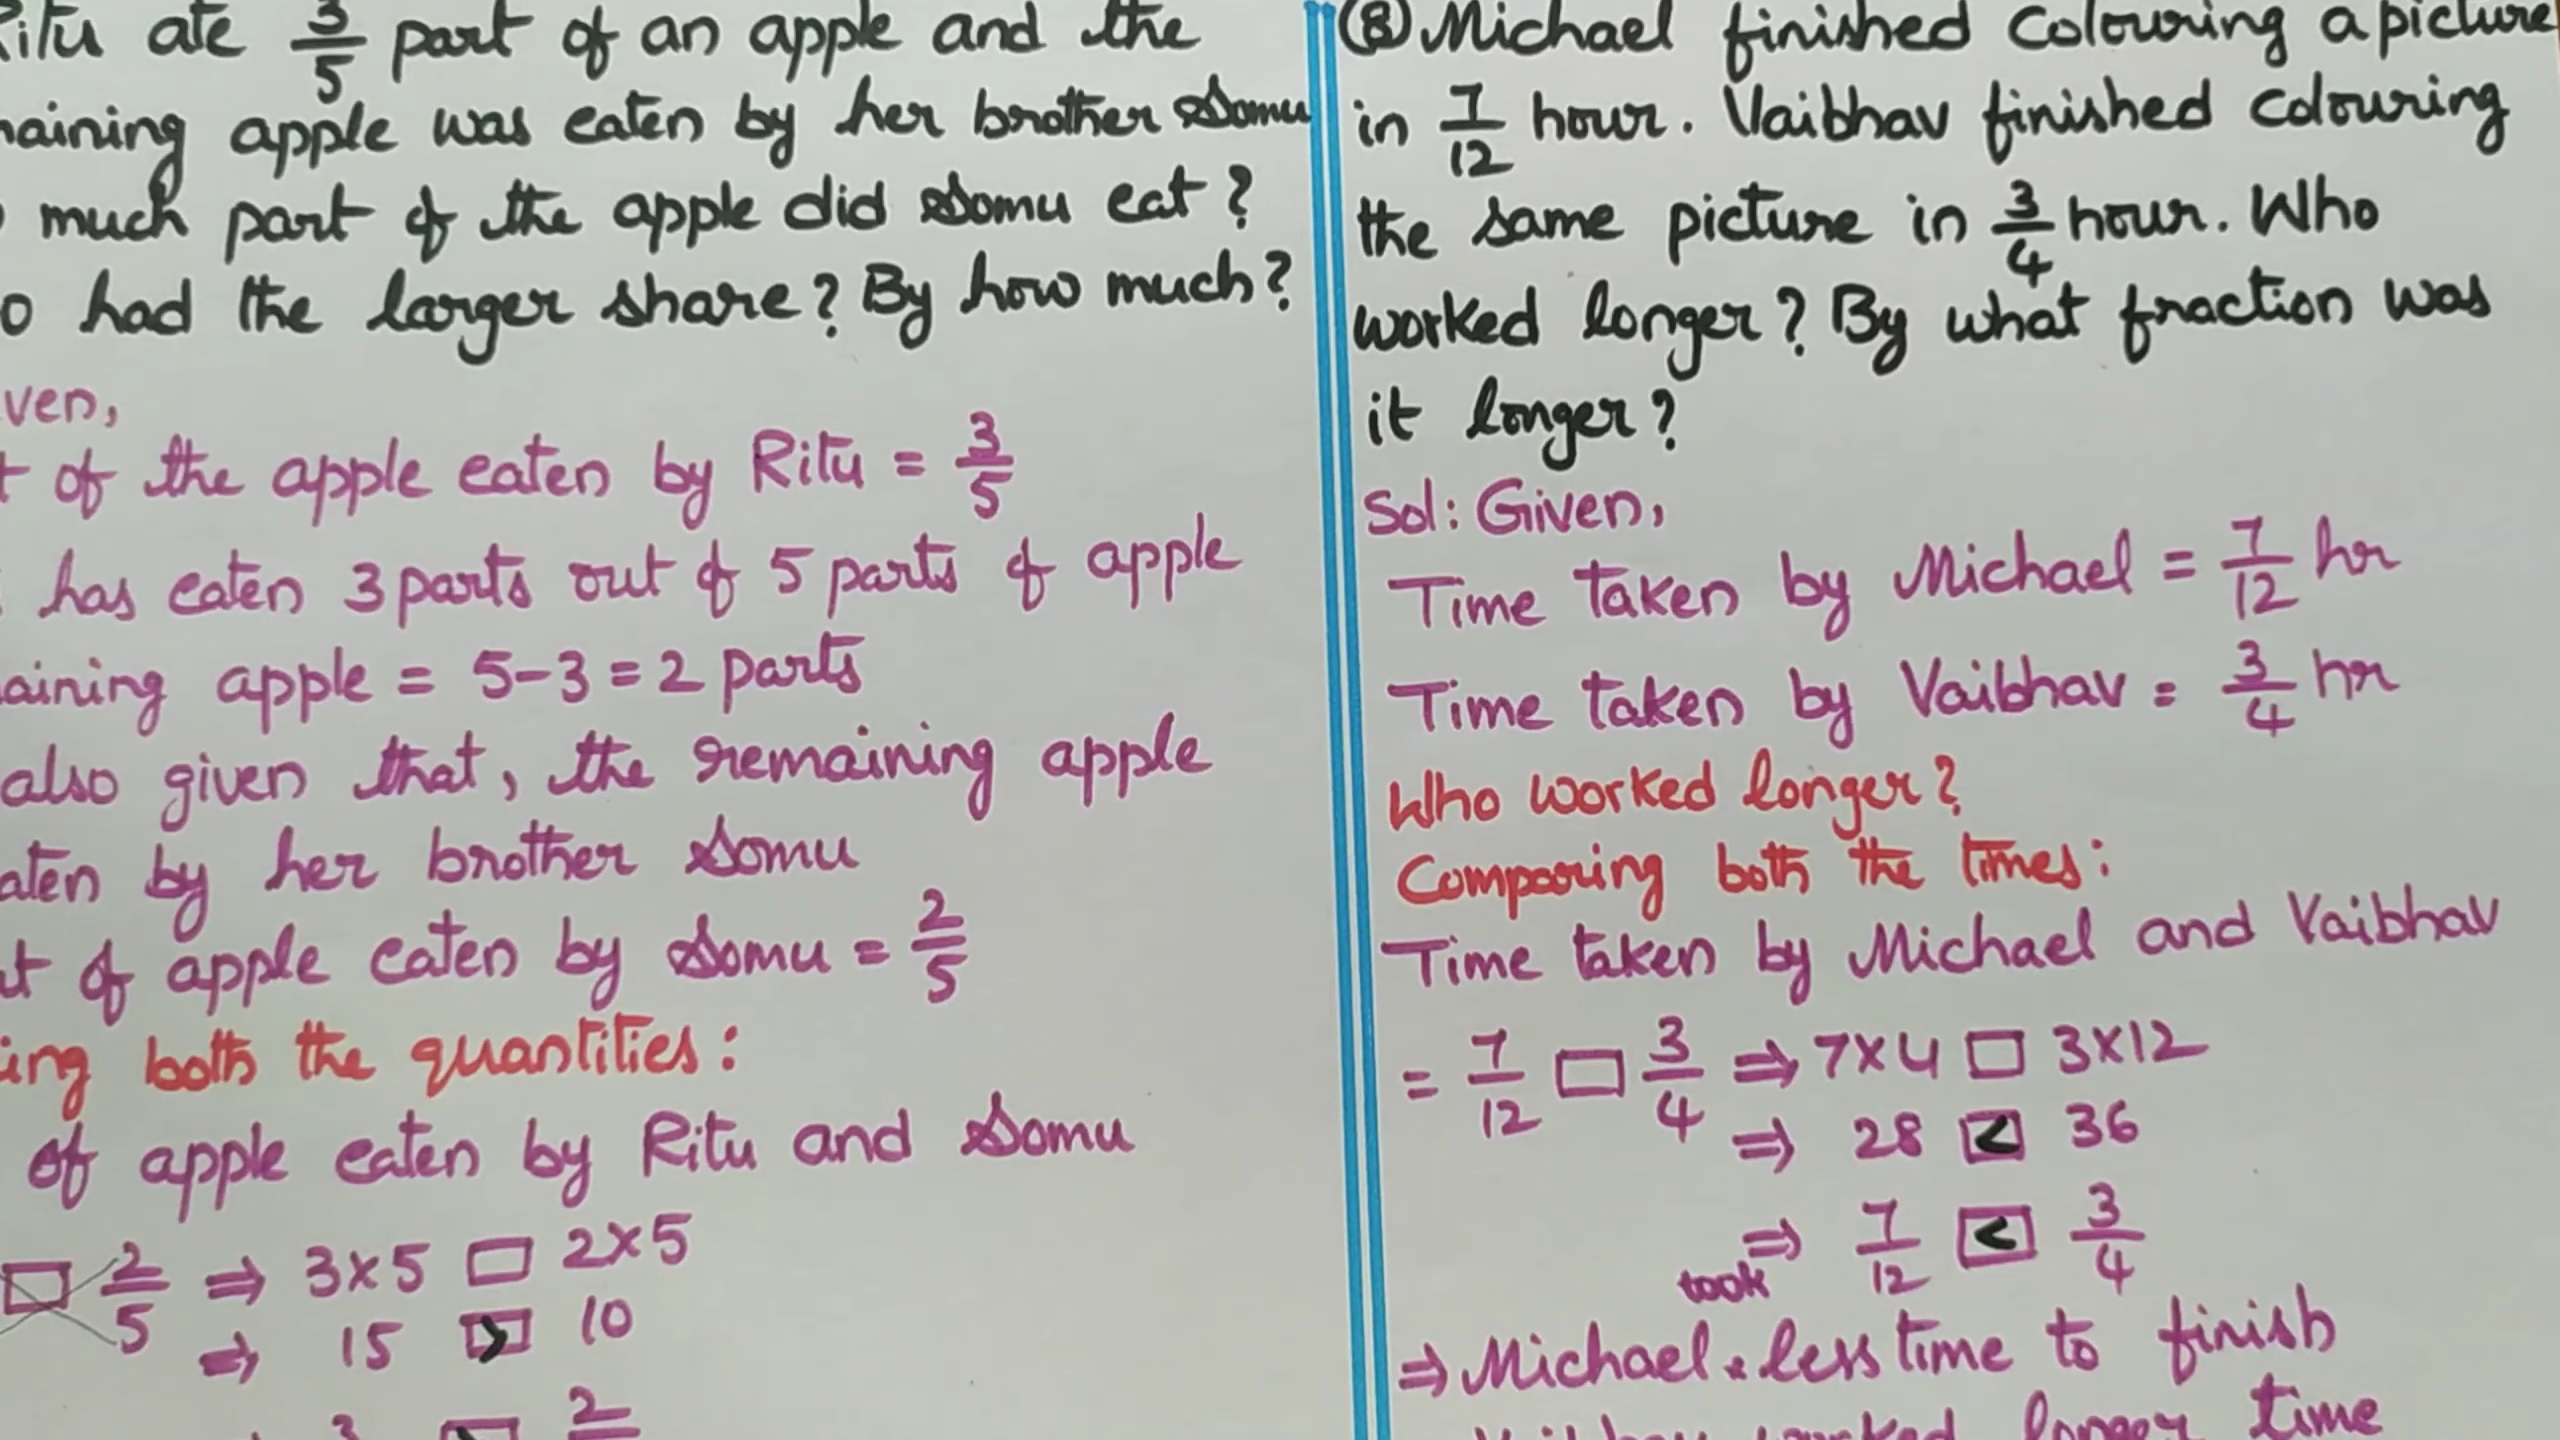 Ritu ate 3/5 part of an apple and the
maining apple was eaten by her brother Somu
much part of the apple did Somu eat?
o had the larger share? By how much?
ven,
t of the apple eaten by Ritu = 3/5
has eaten 3 parts out of 5 parts of apple
aining apple = 5-3 = 2 parts
also given that, the remaining apple
aten by her brother Somu
t of apple eaten by Somu = 2/5
ing both the quantities:
of apple eaten by Ritu and Somu
□ 2/5 ⇒ 3×5 □ 2×5
⇒ 15 > 10
3 2
(8) Michael finished colouring a picture
in 7/12 hour. Vaibhav finished colouring
the same picture in 3/4 hour. Who
worked longer? By what fraction was
it longer?
Sol: Given,
Time taken by Michael = 7/12 hr
Time taken by Vaibhav = 3/4 hr
Who worked longer?
Comparing both the times:
Time taken by Michael and Vaibhav
= 7/12 □ 3/4 ⇒ 7×4 □ 3×12
⇒ 28 < 36
⇒ 7/12 < 3/4
took
⇒ Michael less time to finish
Vaibhav worked longer time